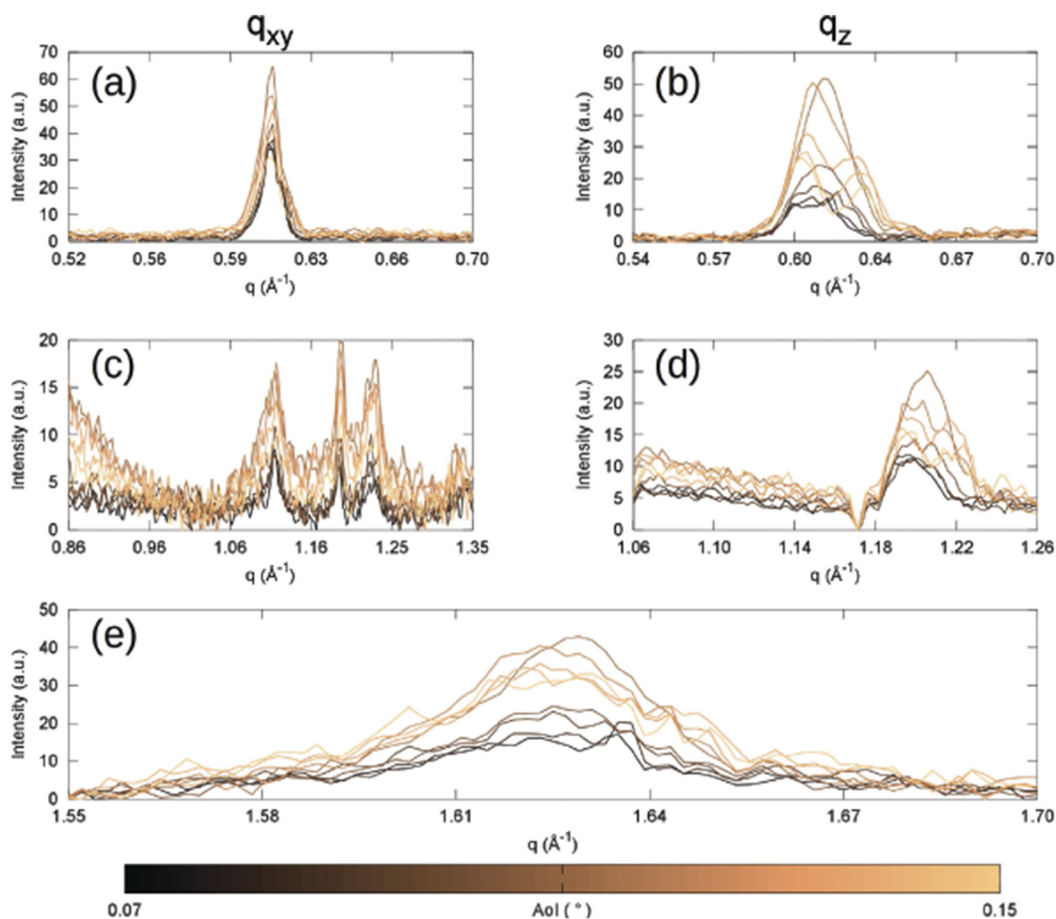 q_xy
q_z
(a)
70
60
50
40
30
20
10
0
Intensity (a.u.)
0.52 0.56 0.59 0.63 0.66 0.70
q (Å⁻¹)
(b)
60
50
40
30
20
10
0
Intensity (a.u.)
0.54 0.57 0.60 0.64 0.67 0.70
q (Å⁻¹)
(c)
20
15
10
5
0
Intensity (a.u.)
0.86 0.96 1.06 1.16 1.25 1.35
q (Å⁻¹)
(d)
30
25
20
15
10
5
0
Intensity (a.u.)
1.06 1.10 1.14 1.18 1.22 1.26
q (Å⁻¹)
(e)
50
40
30
20
10
0
Intensity (a.u.)
1.55 1.58 1.61 1.64 1.67 1.70
q (Å⁻¹)
0.07 AoI (°) 0.15